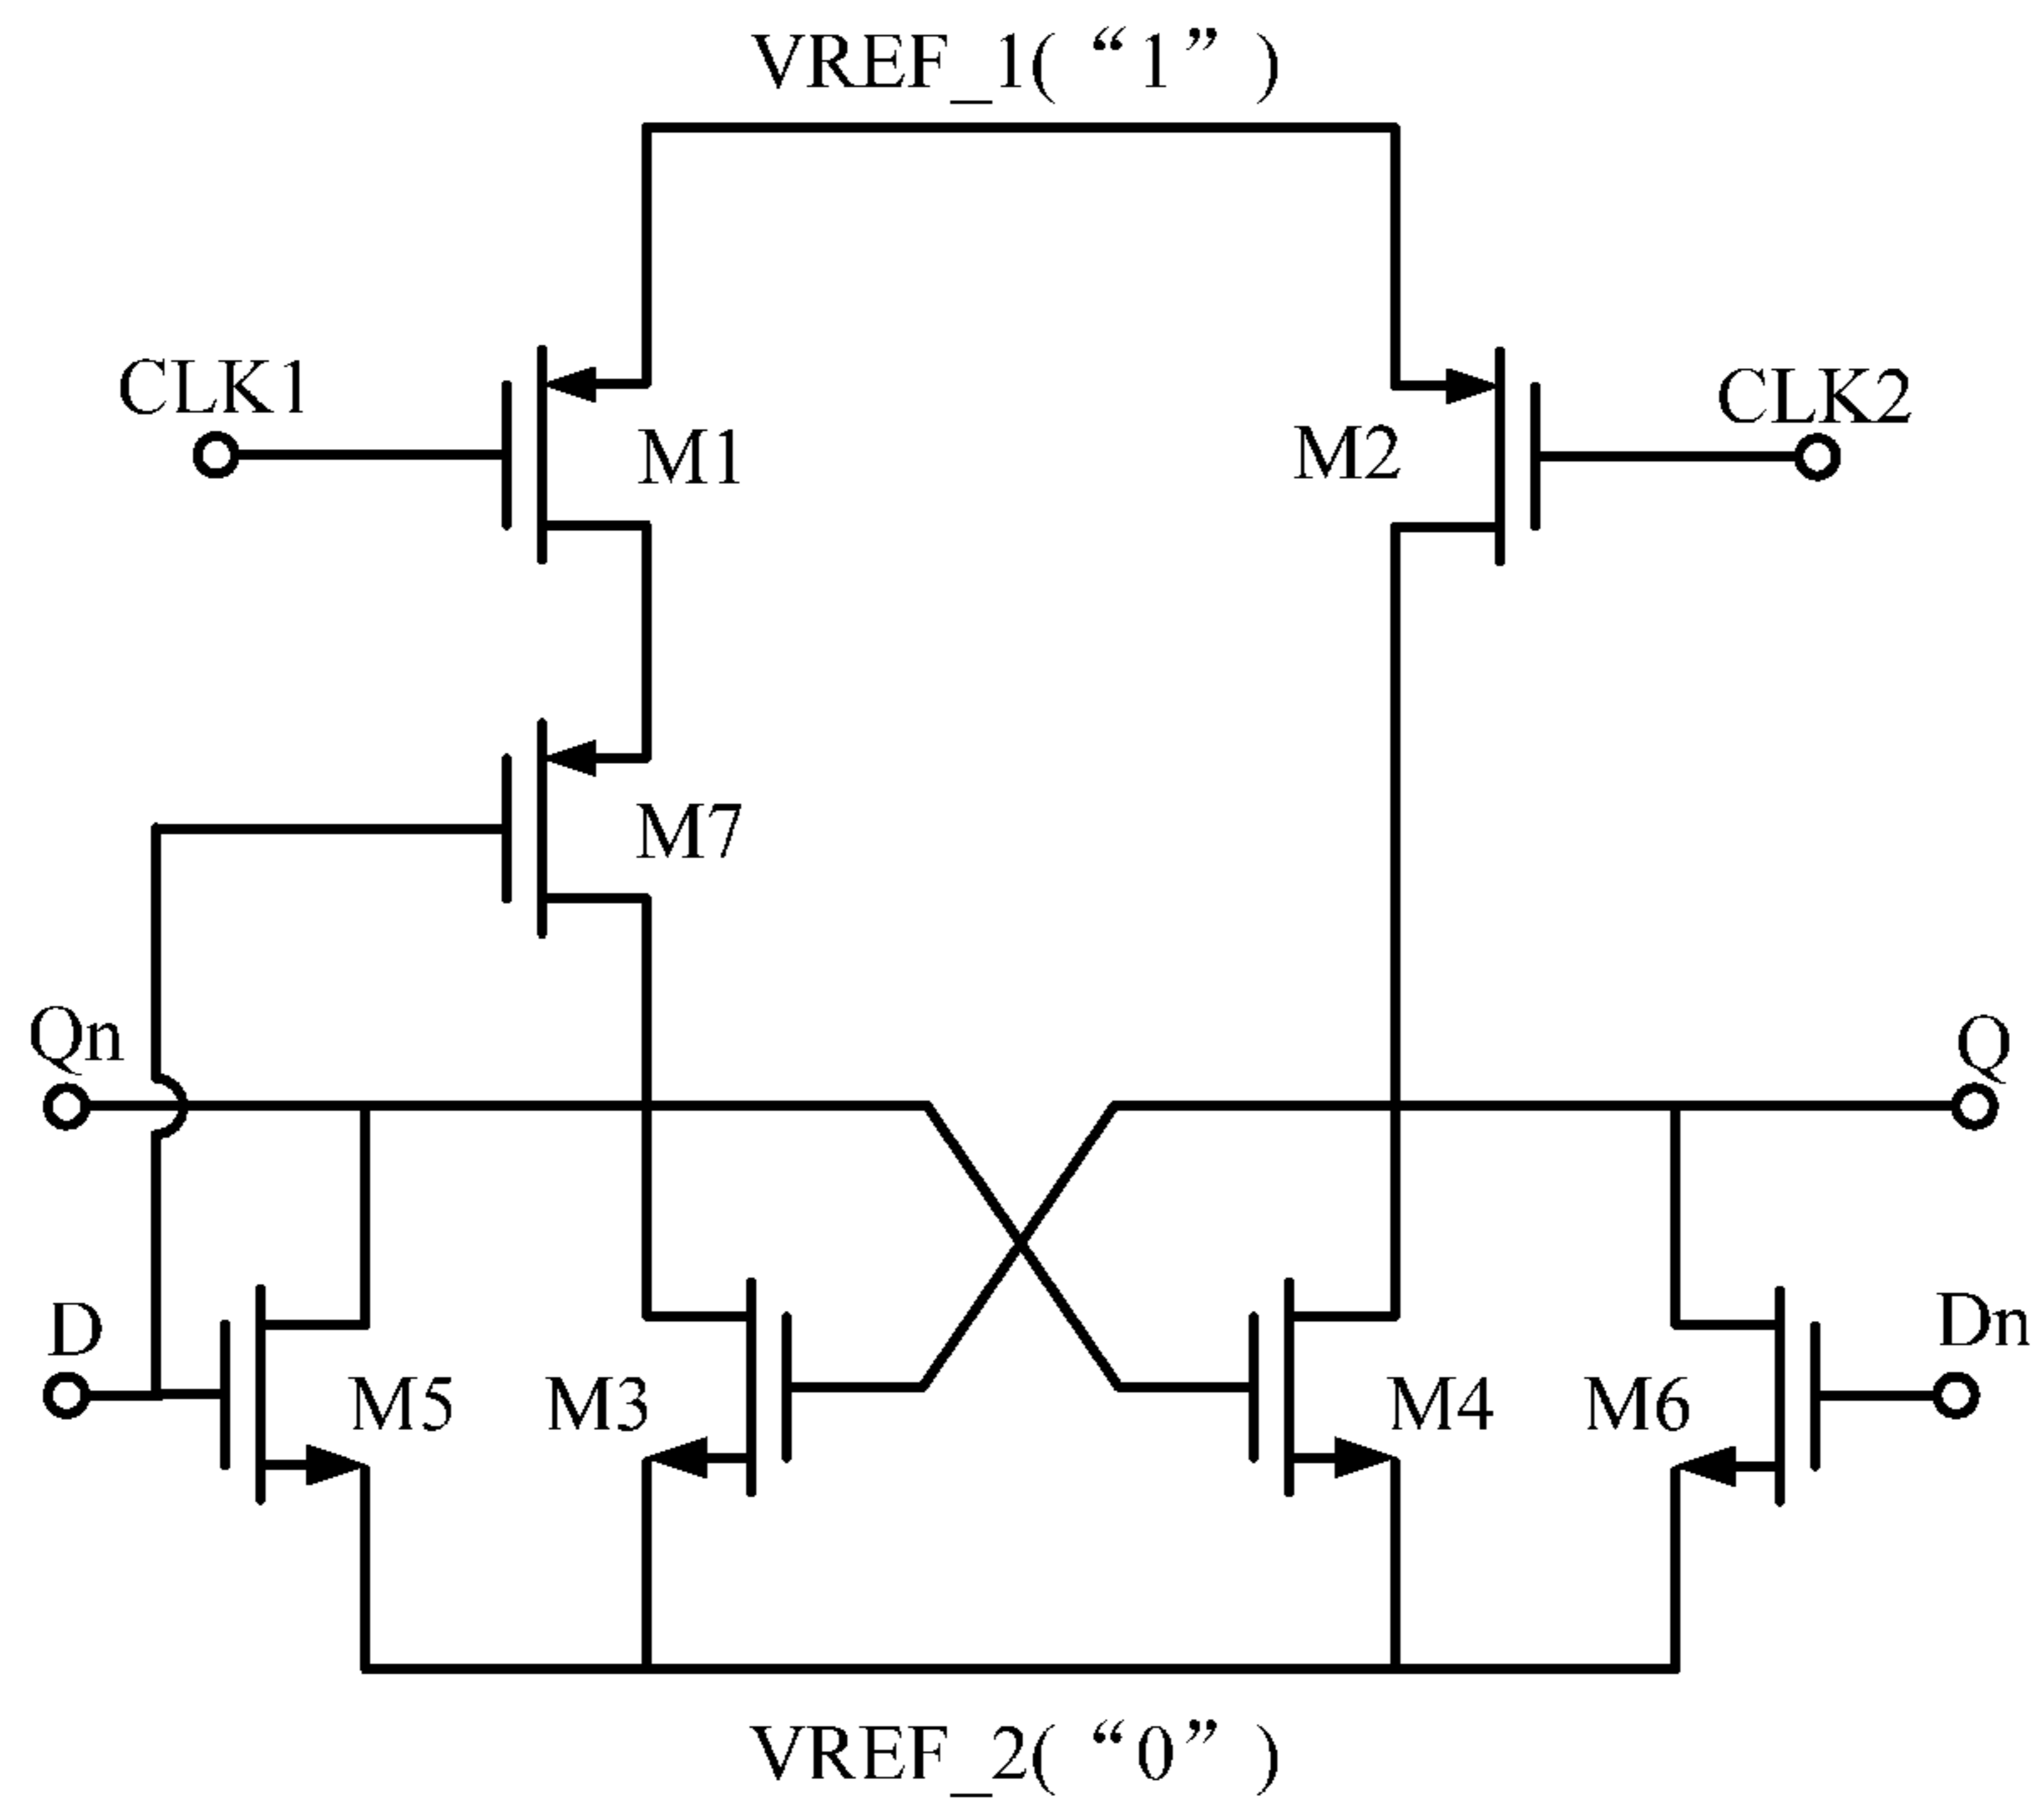 VREF_1(“1”)
CLK1
CLK2
M1
M2
M7
Qn
Q
D
Dn
M5
M3
M4
M6
VREF_2(“0”)